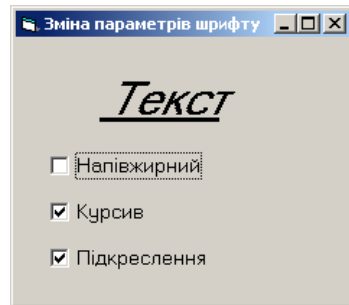 Зміна параметрів шрифту
Текст
Напівжирний
Курсив
Підкреслення